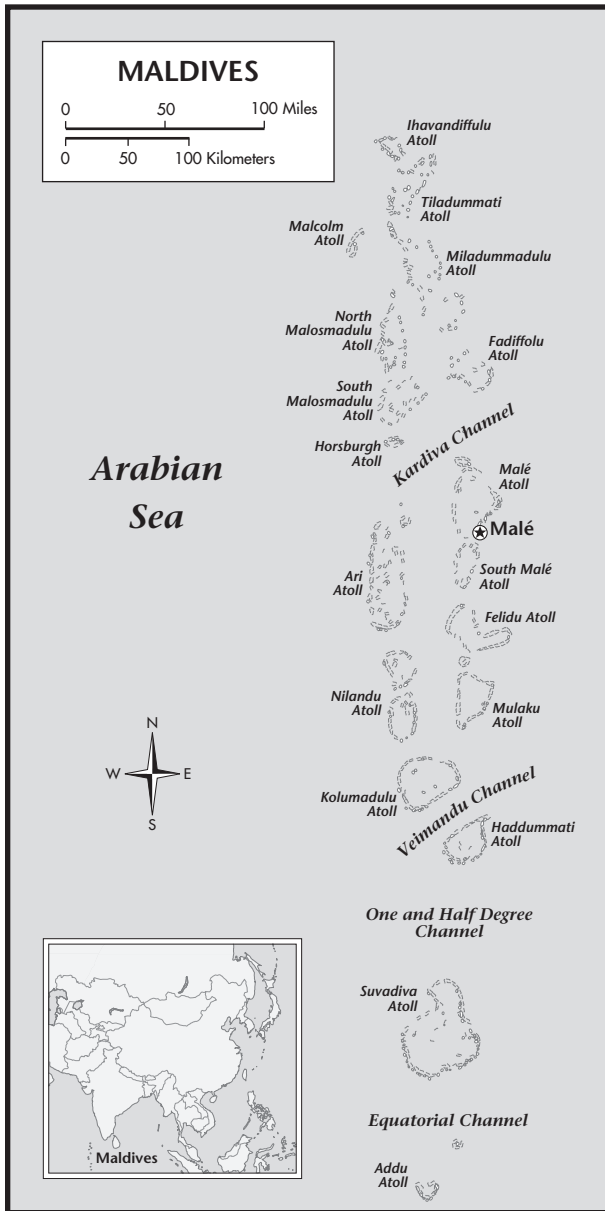 MALDIVES
0 50 100 Miles
0 50 100 Kilometers
Ihavandiffulu
Atoll
Tiladummati
Atoll
Malcolm
Atoll
Miladummadulu
Atoll
North
Malosmadulu
Atoll
Fadiffolu
Atoll
South
Malosmadulu
Atoll
Kardiva Channel
Horsburgh
Atoll
Arabian
Sea
Malé
Atoll
Malé
South Malé
Atoll
Ari
Atoll
Felidu Atoll
Nilandu
Atoll
Mulaku
Atoll
N
W E
S
Kolumadulu
Atoll
Veimandu Channel
Haddummati
Atoll
One and Half Degree
Channel
Suvadiva
Atoll
Equatorial Channel
Addu
Atoll
Maldives